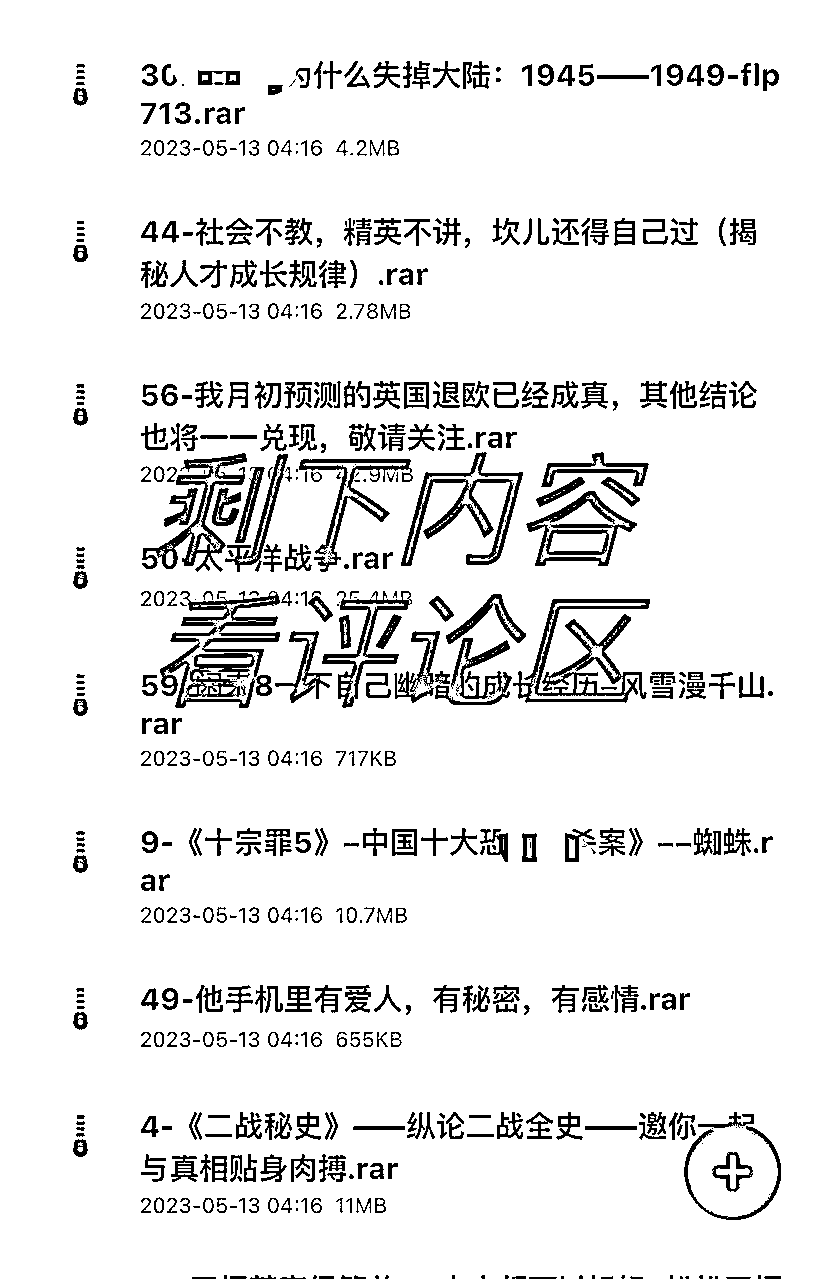 30. 为什么失掉大陆：1945——1949-flp
713.rar
2023-05-13 04:16 4.2MB
44-社会不教，精英不讲，坎儿还得自己过（揭
秘人才成长规律）.rar
2023-05-13 04:16 2.78MB
56-我月初预测的英国退欧已经成真，其他结论
也将一一兑现，敬请关注.rar
2023-05-13 04:16 42.9MB
剩下内容
50-太平洋战争.rar
2023-05-13 04:16 25.4MB
看评论区
59 8—不自己幽暗的成长经历–风雪漫千山.
rar
2023-05-13 04:16 717KB
9-《十宗罪5》–中国十大恐 杀案》––蜘蛛.r
ar
2023-05-13 04:16 10.7MB
49-他手机里有爱人，有秘密，有感情.rar
2023-05-13 04:16 655KB
4-《二战秘史》——纵论二战全史——邀你一起
与真相贴身肉搏.rar
2023-05-13 04:16 11MB